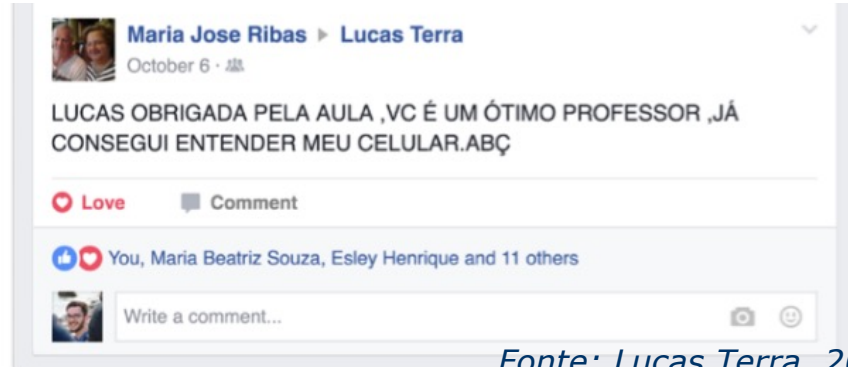 Maria Jose Ribas ▸ Lucas Terra
October 6 ·
LUCAS OBRIGADA PELA AULA ,VC É UM ÓTIMO PROFESSOR ,JÁ
CONSEGUI ENTENDER MEU CELULAR.ABÇ
Love Comment
You, Maria Beatriz Souza, Esley Henrique and 11 others
Write a comment...
Fonte: Lucas Terra, 20